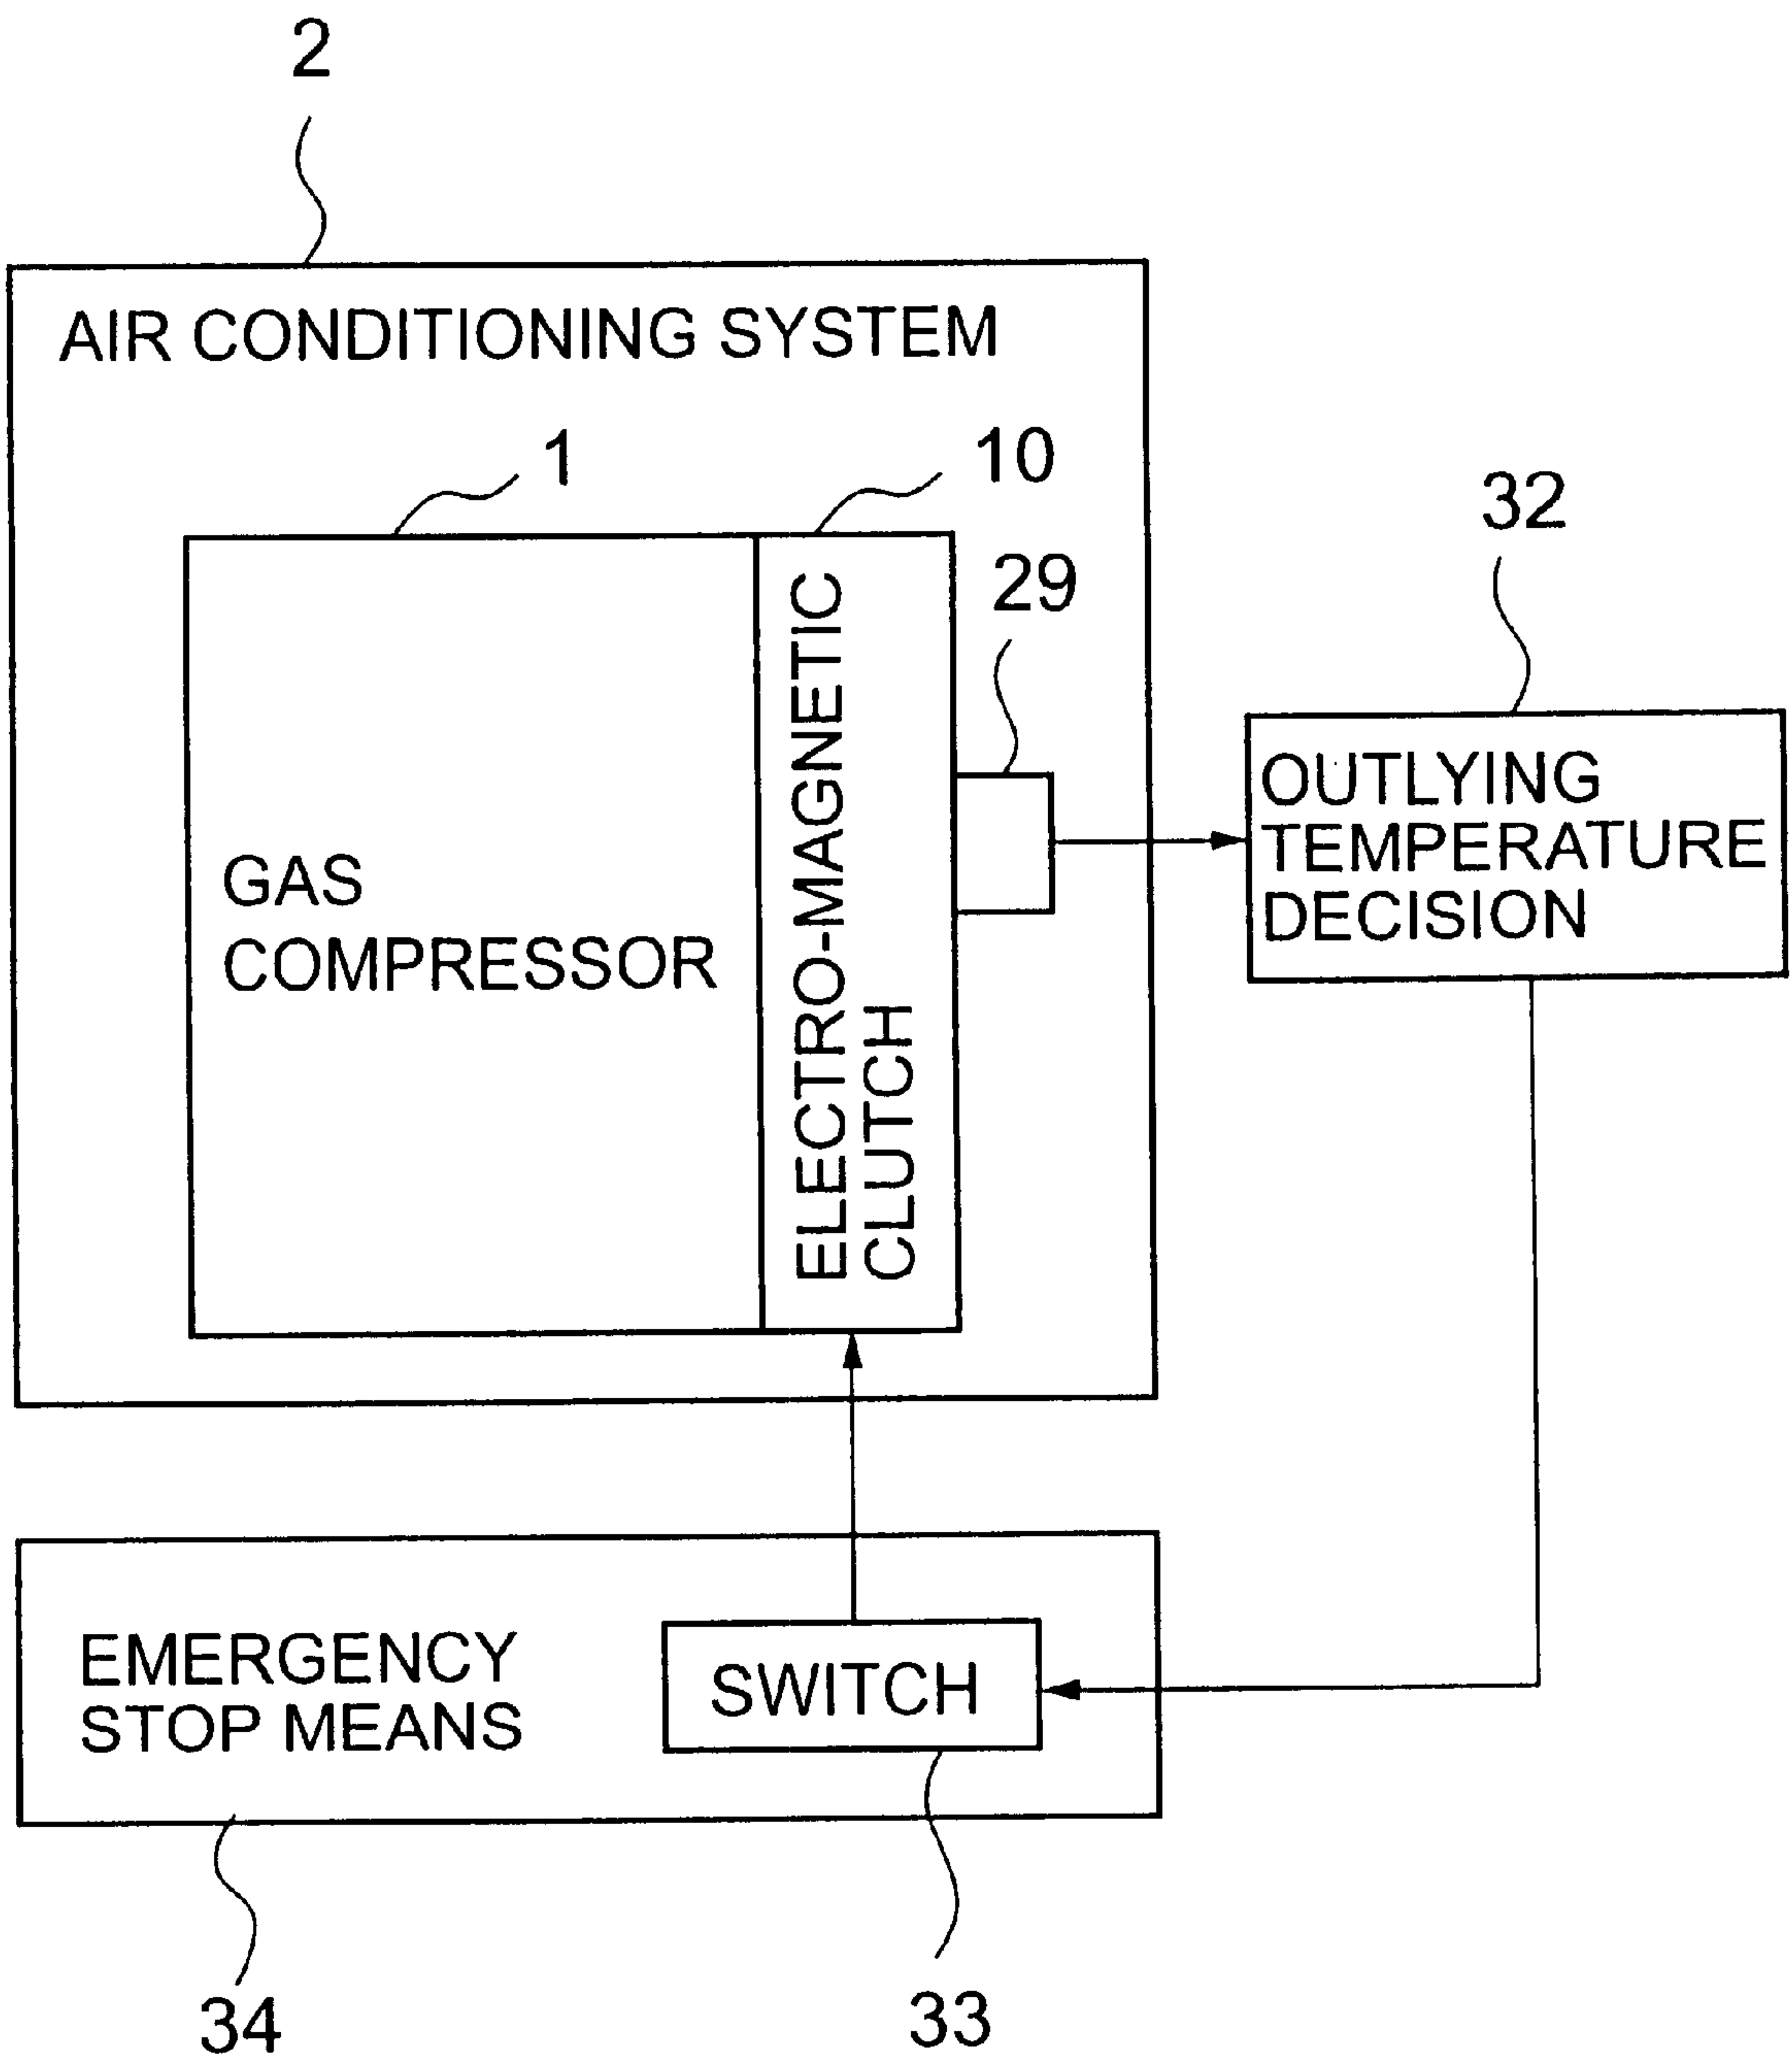 2
AIR CONDITIONING SYSTEM
1
10
29
32
GAS
COMPRESSOR
ELECTRO-MAGNETIC
CLUTCH
OUTLYING
TEMPERATURE
DECISION
EMERGENCY
STOP MEANS
SWITCH
34
33